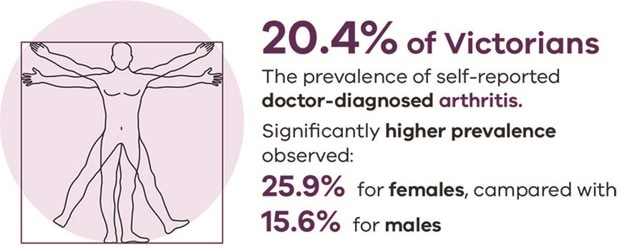 20.4% of Victorians
The prevalence of self-reported
doctor-diagnosed arthritis.
Significantly higher prevalence
observed:
25.9% for females, campared with
15.6% for males